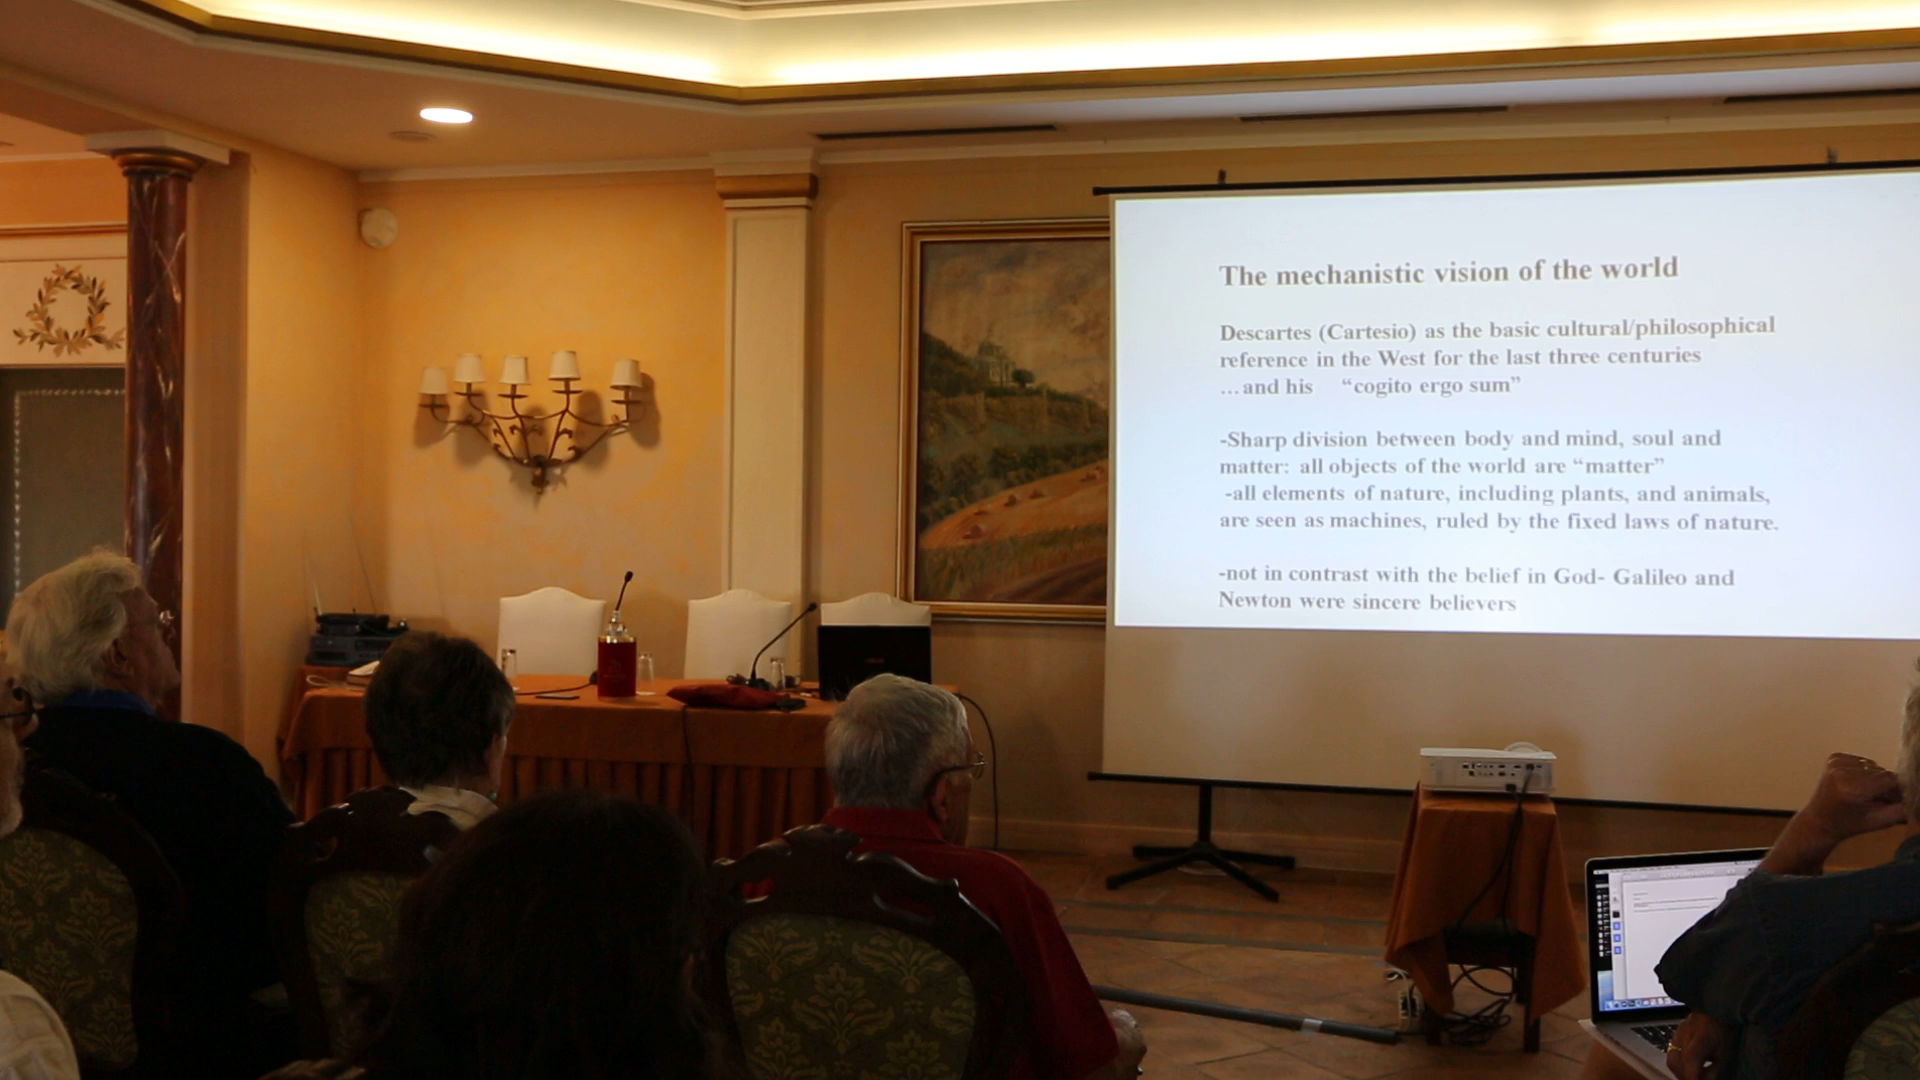 The mechanistic vision of the world
Descartes (Cartesio) as the basic cultural/philosophical
reference in the West for the last three centuries
...and his “cogito ergo sum”
-Sharp division between body and mind, soul and
matter: all objects of the world are “matter”
-all elements of nature, including plants, and animals,
are seen as machines, ruled by the fixed laws of nature.
-not in contrast with the belief in God- Galileo and
Newton were sincere believers